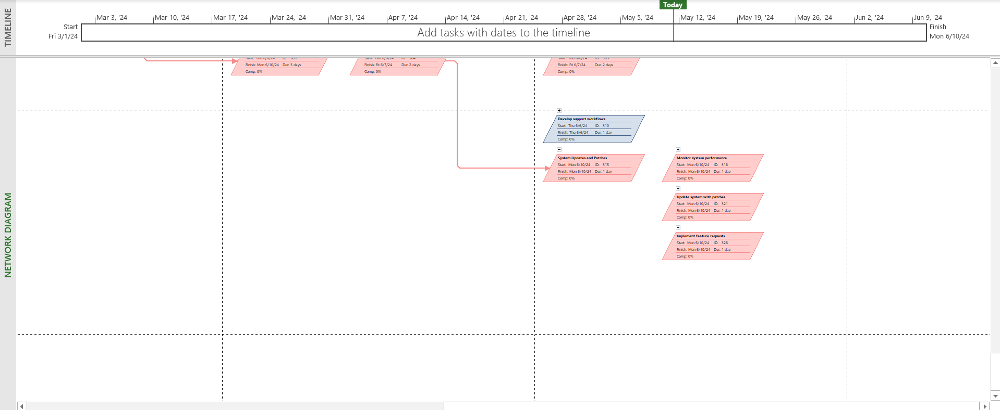 TIMELINE
Today
Mar 3, '24 Mar 10, '24 Mar 17, '24 Mar 24, '24 Mar 31, '24 Apr 7, '24 Apr 14, '24 Apr 21, '24 Apr 28, '24 May 5, '24 May 12, '24 May 19, '24 May 26, '24 Jun 2, '24 Jun 9, '24
Start
Fri 3/1/24
Add tasks with dates to the timeline
Finish
Mon 6/10/24
NETWORK DIAGRAM
Start: Thu 6/6/24 ID: 303
Finish: Mon 6/10/24 Dur: 3 days
Comp: 0%
Start: Thu 6/6/24 ID: 304
Finish: Fri 6/7/24 Dur: 2 days
Comp: 0%
Start: Thu 6/6/24 ID: 305
Finish: Fri 6/7/24 Dur: 2 days
Comp: 0%
Develop support workflows
Start: Thu 6/6/24 ID: 310
Finish: Thu 6/6/24 Dur: 1 day
Comp: 0%
System Updates and Patches
Start: Mon 6/10/24 ID: 315
Finish: Mon 6/10/24 Dur: 1 day
Comp: 0%
Monitor system performance
Start: Mon 6/10/24 ID: 316
Finish: Mon 6/10/24 Dur: 1 day
Comp: 0%
Update system with patches
Start: Mon 6/10/24 ID: 321
Finish: Mon 6/10/24 Dur: 1 day
Comp: 0%
Implement feature requests
Start: Mon 6/10/24 ID: 326
Finish: Mon 6/10/24 Dur: 1 day
Comp: 0%